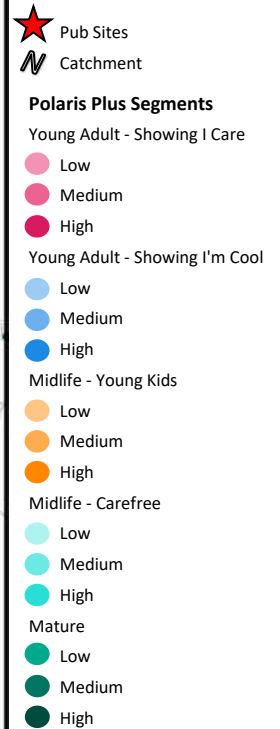 Pub Sites
Catchment
Polaris Plus Segments
Young Adult - Showing I Care
Low
Medium
High
Young Adult - Showing I'm Cool
Low
Medium
High
Midlife - Young Kids
Low
Medium
High
Midlife - Carefree
Low
Medium
High
Mature
Low
Medium
High